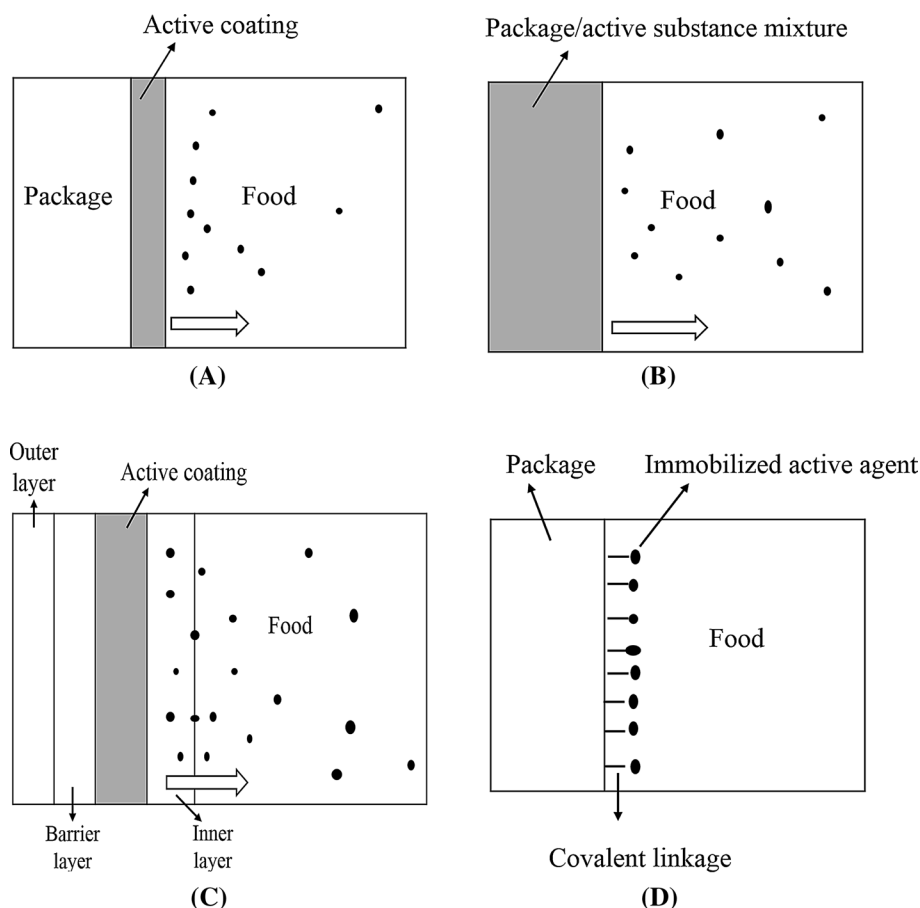 Active coating
Package
Food
(A)
Package/active substance mixture
Food
(B)
Outer
layer
Active coating
Food
Barrier
layer
Inner
layer
(C)
Package
Immobilized active agent
Food
Covalent linkage
(D)